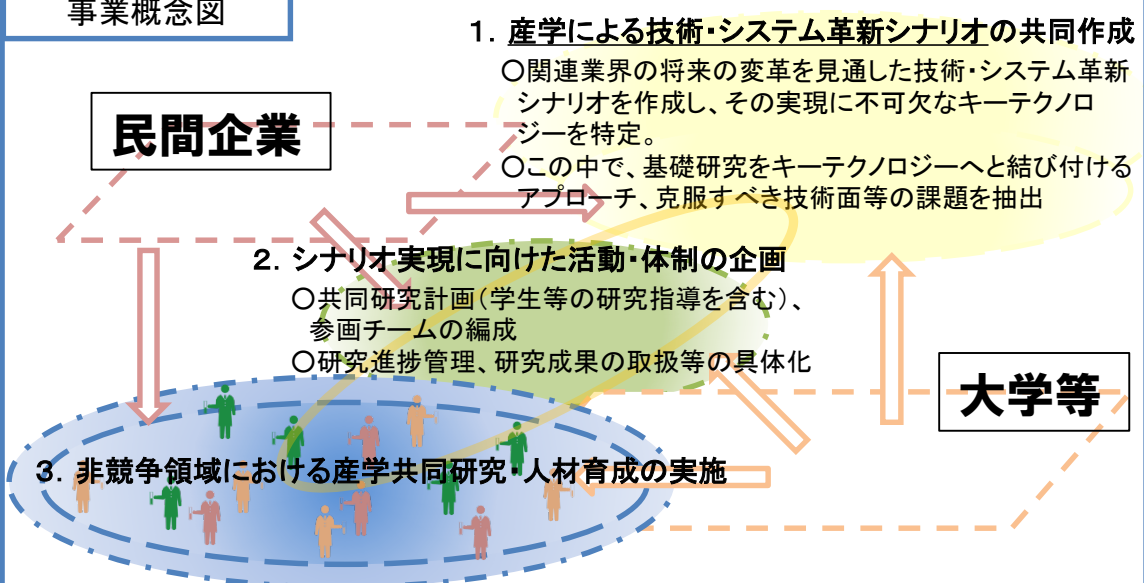 事業概念図
1. 産学による技術・システム革新シナリオの共同作成
○関連業界の将来の変革を見通した技術・システム革新
シナリオを作成し、その実現に不可欠なキーテクノロ
ジーを特定。
○この中で、基礎研究をキーテクノロジーへと結び付ける
アプローチ、克服すべき技術面等の課題を抽出
民間企業
2. シナリオ実現に向けた活動・体制の企画
○共同研究計画(学生等の研究指導を含む)、
参画チームの編成
○研究進捗管理、研究成果の取扱等の具体化
大学等
3. 非競争領域における産学共同研究・人材育成の実施